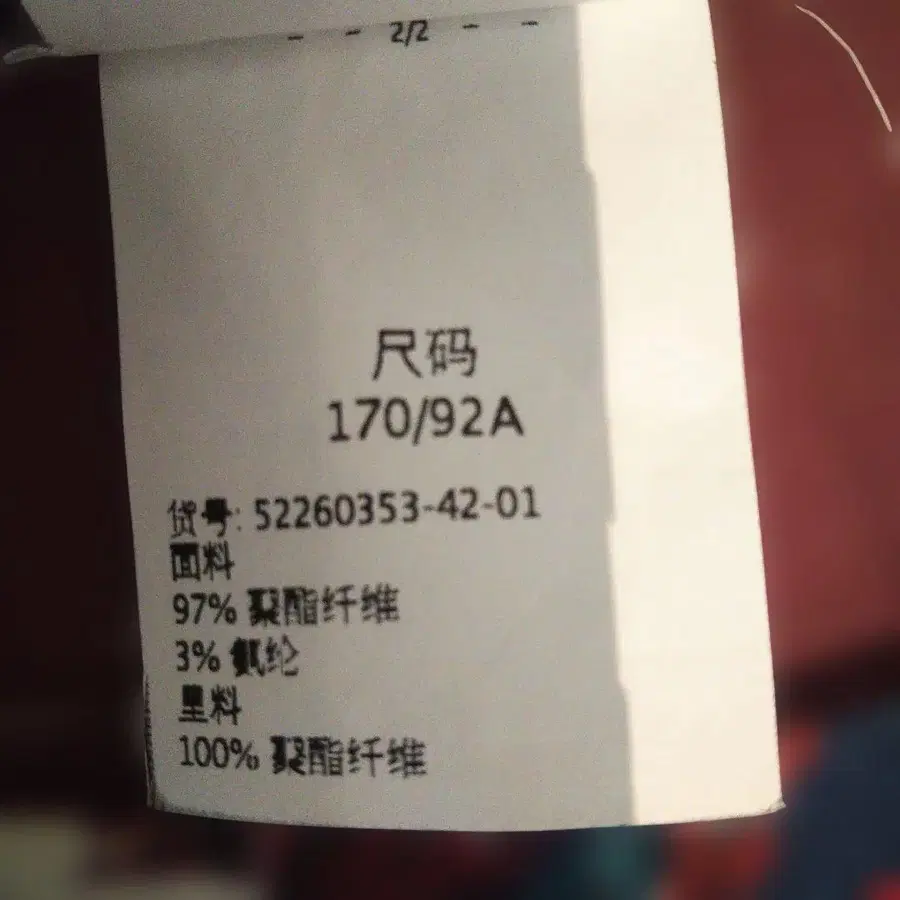 - - 2/2 - -
尺码
170/92A
货号: 52260353-42-01
面料
97% 聚酯纤维
3% 氨纶
里料
100% 聚酯纤维